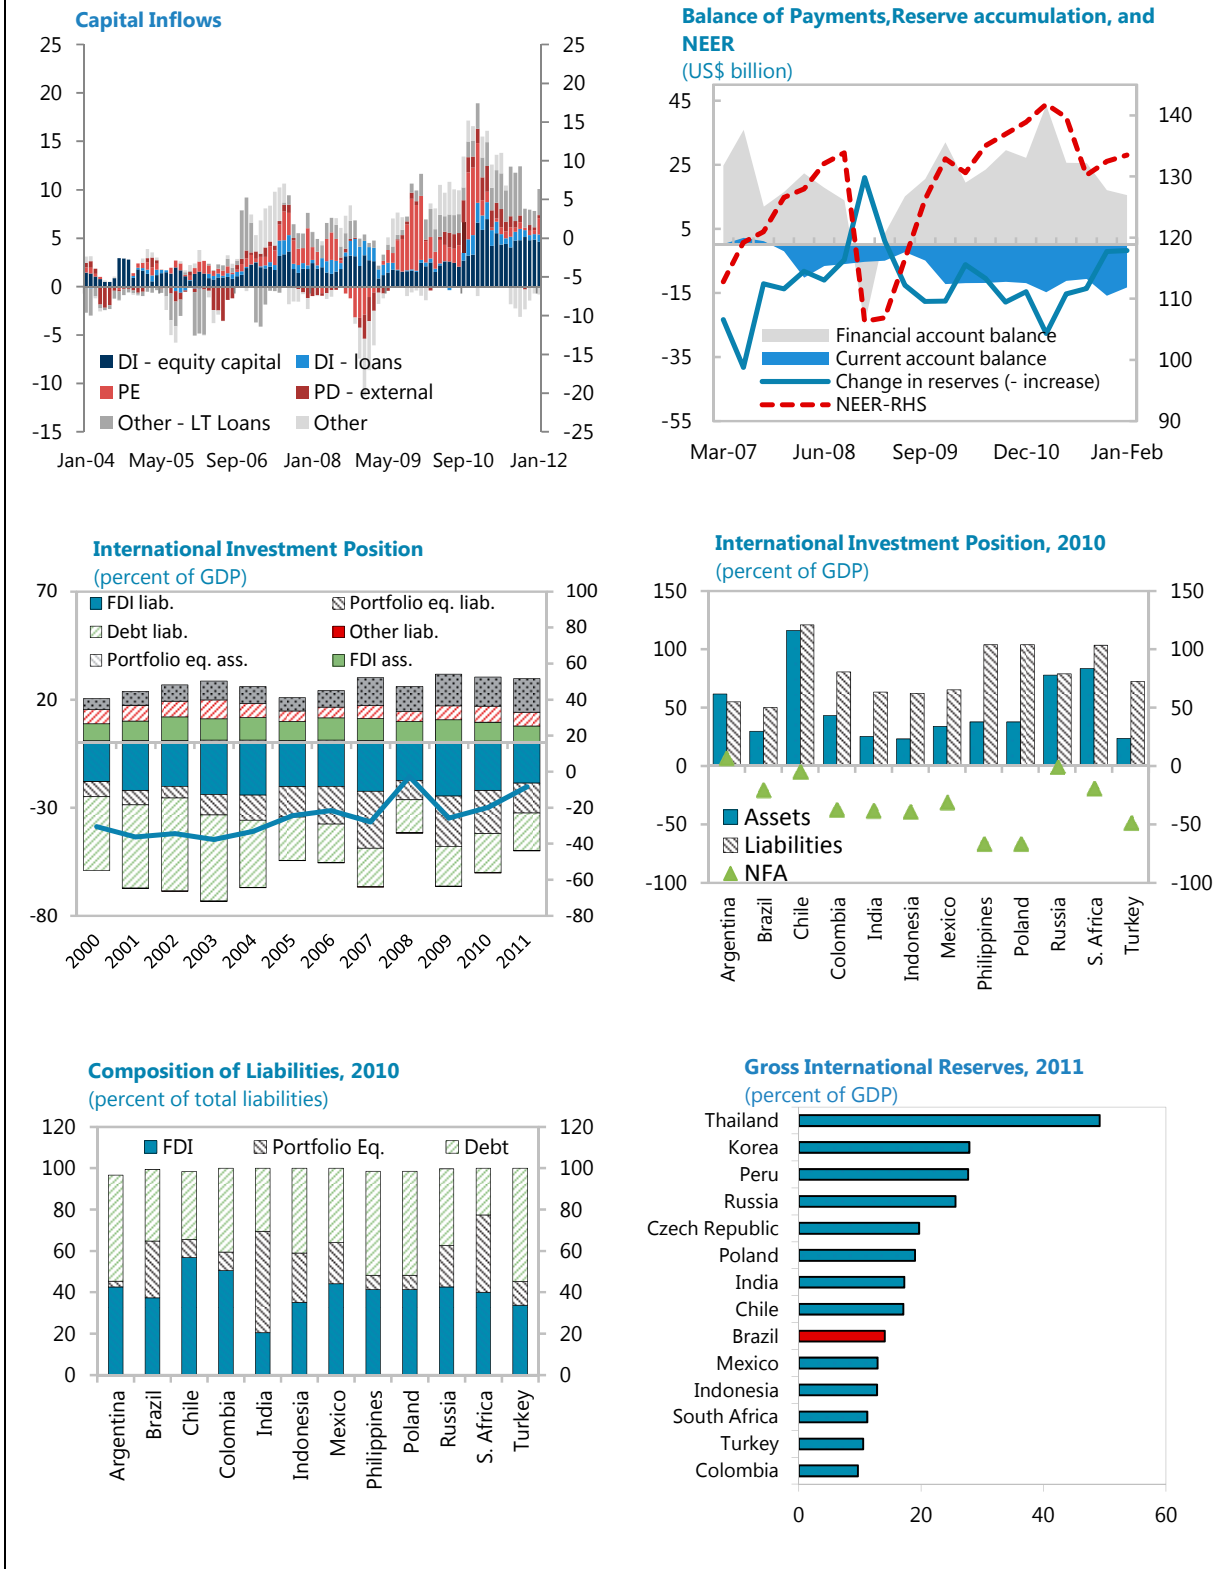 Capital Inflows
25
20
15
10
5
0
-5
-10
-15
25
20
15
10
5
0
-5
-10
-15
-20
-25
DI - equity capital
DI - loans
PE
PD - external
Other - LT Loans
Other
Jan-04 May-05 Sep-06 Jan-08 May-09 Sep-10 Jan-12
Balance of Payments,Reserve accumulation, and
NEER
(US$ billion)
45
25
5
-15
-35
-55
140
130
120
110
100
90
Financial account balance
Current account balance
Change in reserves (- increase)
NEER-RHS
Mar-07 Jun-08 Sep-09 Dec-10 Jan-Feb
International Investment Position
(percent of GDP)
70
20
-30
-80
100
80
60
40
20
0
-20
-40
-60
-80
FDI liab.
Portfolio eq. liab.
Debt liab.
Other liab.
Portfolio eq. ass.
FDI ass.
2000 2001 2002 2003 2004 2005 2006 2007 2008 2009 2010 2011
International Investment Position, 2010
(percent of GDP)
150
100
50
0
-50
-100
150
100
50
0
-50
-100
Assets
Liabilities
NFA
Argentina
Brazil
Chile
Colombia
India
Indonesia
Mexico
Philippines
Poland
Russia
S. Africa
Turkey
Composition of Liabilities, 2010
(percent of total liabilities)
120
100
80
60
40
20
0
120
100
80
60
40
20
0
FDI
Portfolio Eq.
Debt
Argentina
Brazil
Chile
Colombia
India
Indonesia
Mexico
Philippines
Poland
Russia
S. Africa
Turkey
Gross International Reserves, 2011
(percent of GDP)
Thailand
Korea
Peru
Russia
Czech Republic
Poland
India
Chile
Brazil
Mexico
Indonesia
South Africa
Turkey
Colombia
0 20 40 60